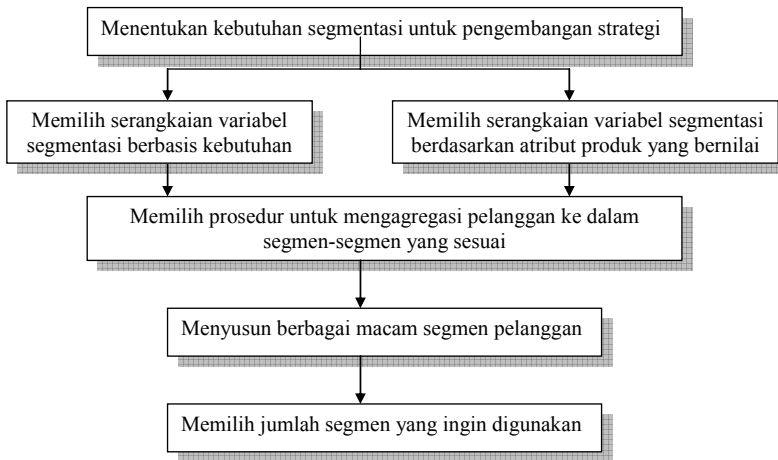 Menentukan kebutuhan segmentasi untuk pengembangan strategi
Memilih serangkaian variabel
segmentasi berbasis kebutuhan
Memilih serangkaian variabel segmentasi
berdasarkan atribut produk yang bernilai
Memilih prosedur untuk mengagregasi pelanggan ke dalam
segmen-segmen yang sesuai
Menyusun berbagai macam segmen pelanggan
Memilih jumlah segmen yang ingin digunakan